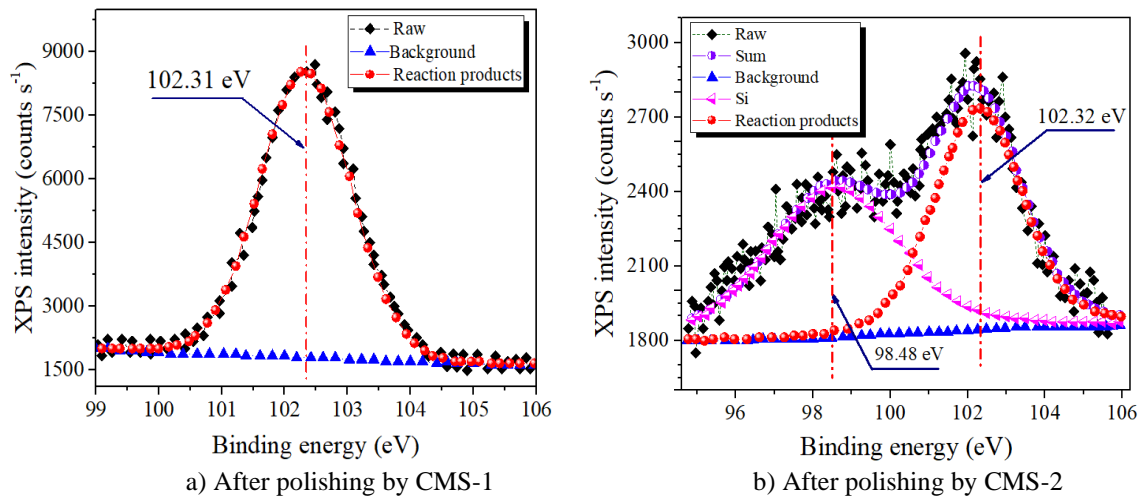 Raw
Background
Reaction products
102.31 eV
XPS intensity (counts s⁻¹)
9000
7500
6000
4500
3000
1500
99 100 101 102 103 104 105 106
Binding energy (eV)
a) After polishing by CMS-1
Raw
Sum
Background
Si
Reaction products
102.32 eV
98.48 eV
XPS intensity (counts s⁻¹)
3000
2700
2400
2100
1800
96 98 100 102 104 106
Binding energy (eV)
b) After polishing by CMS-2